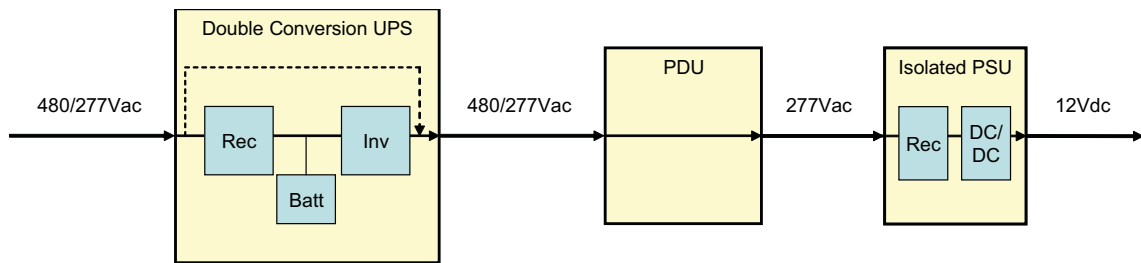 Double Conversion UPS
PDU
Isolated PSU
480/277Vac
480/277Vac
277Vac
12Vdc
Rec
Inv
Batt
Rec
DC/
DC